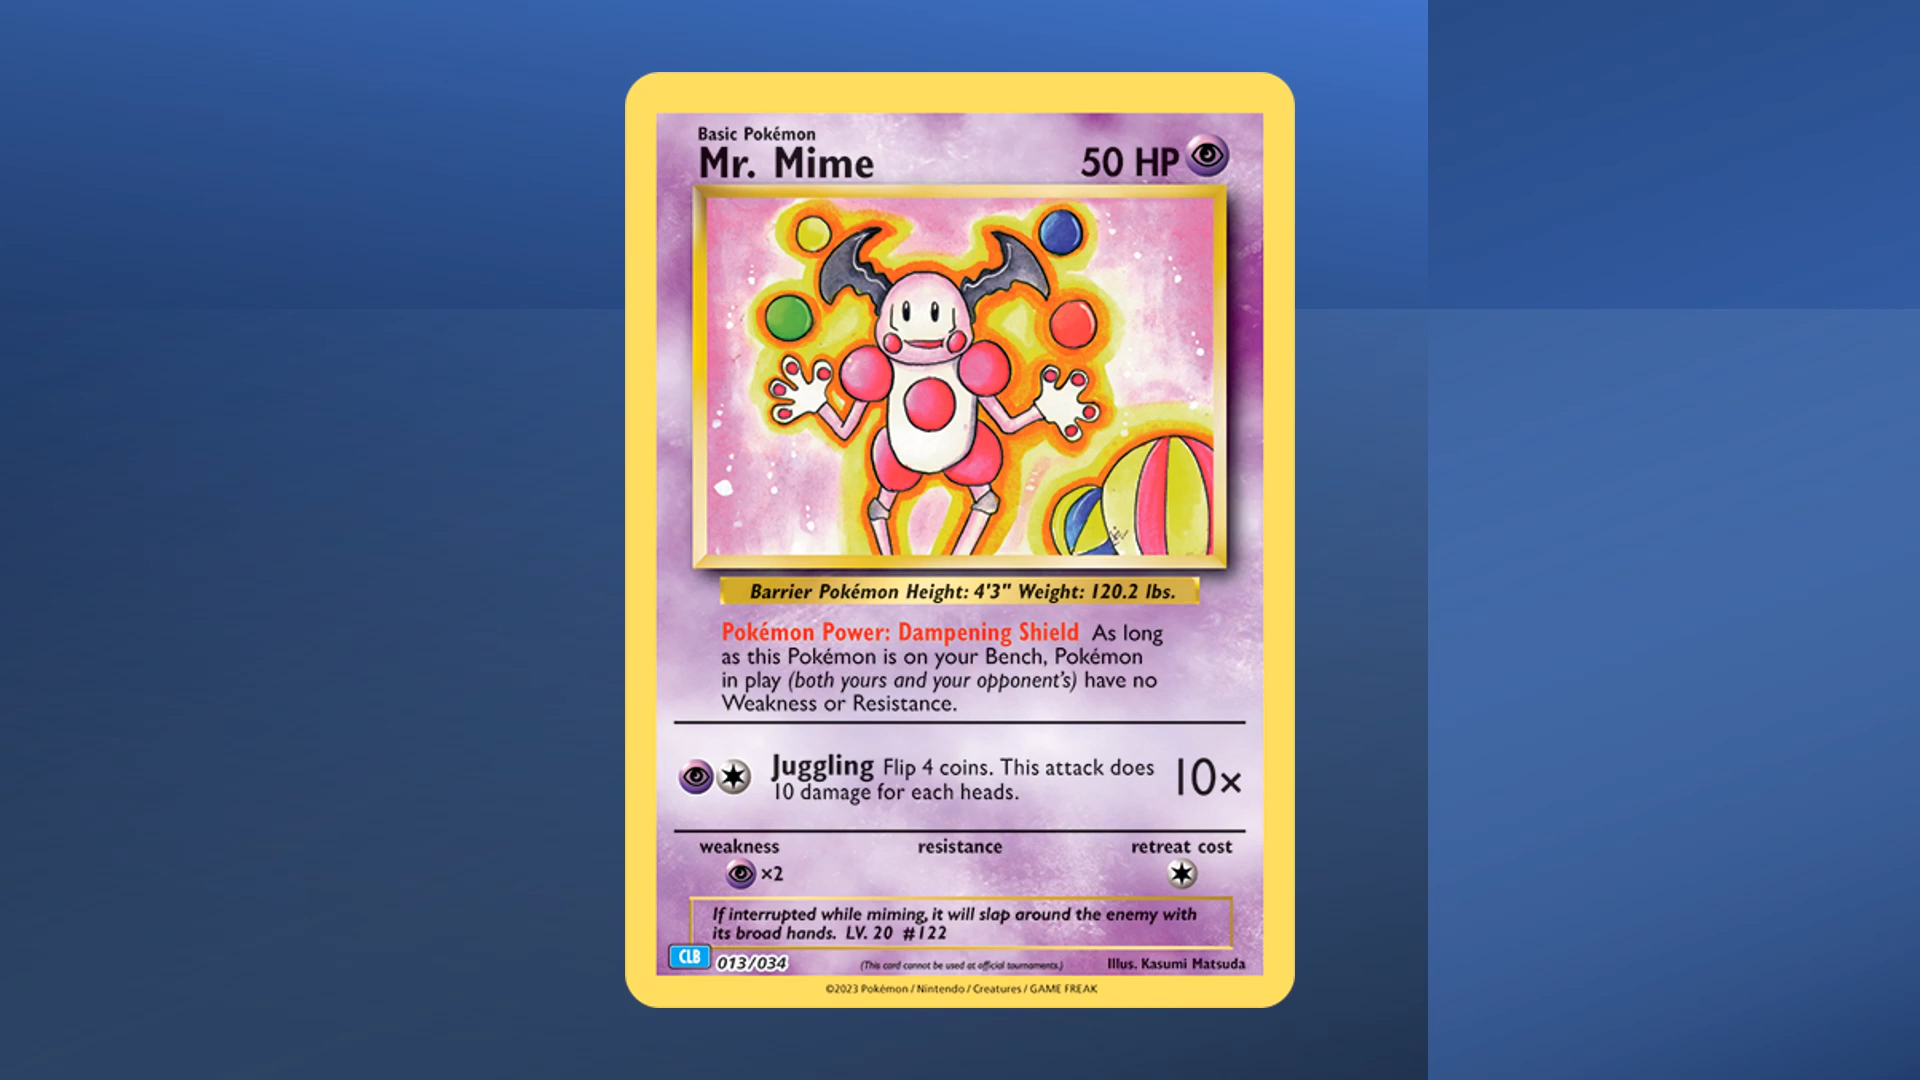 Basic Pokémon
Mr. Mime
50 HP
Barrier Pokémon Height: 4'3" Weight: 120.2 lbs.
Pokémon Power: Dampening Shield As long
as this Pokémon is on your Bench, Pokémon
in play (both yours and your opponent's) have no
Weakness or Resistance.
Juggling Flip 4 coins. This attack does
10 damage for each heads.
10×
weakness
resistance
retreat cost
×2
If interrupted while miming, it will slap around the enemy with
its broad hands. LV. 20 #122
CLB
013/034
(This card cannot be used at official tournaments.)
Illus. Kasumi Matsuda
©2023 Pokémon / Nintendo / Creatures / GAME FREAK